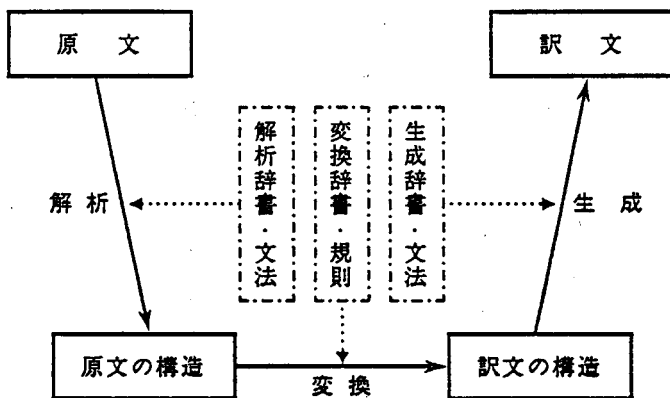 原文
訳文
解析辞書・文法
変換辞書・規則
生成辞書・文法
解析
生成
原文の構造
訳文の構造
変換